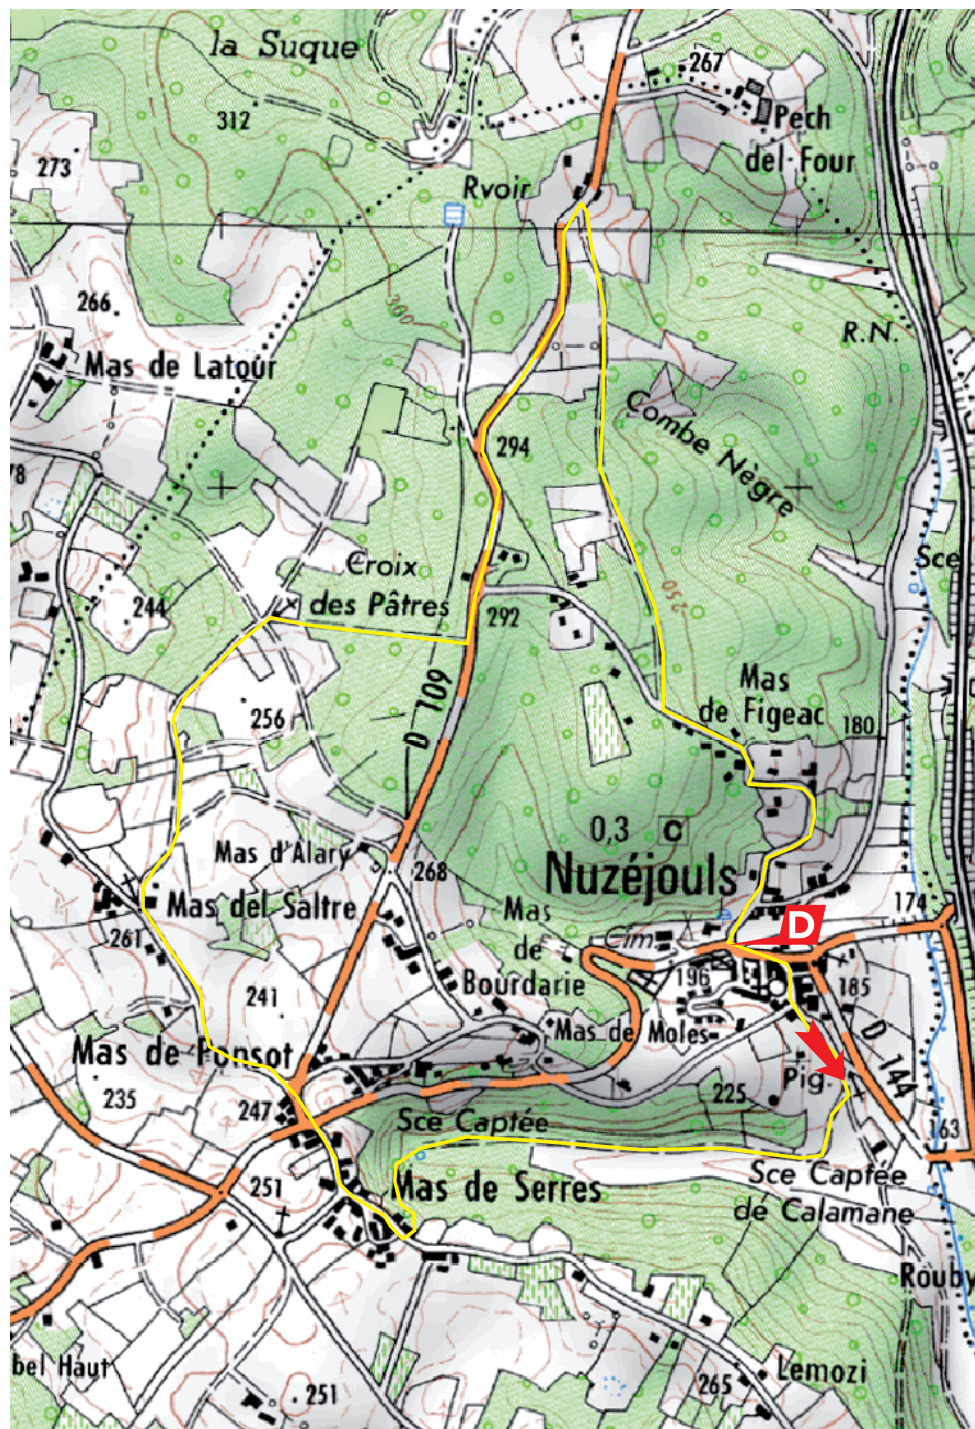 la Suque
267
312
Pech
del Four
273
Rvoir
266
300
R.N.
Mas de Latour
Combe Nègre
294
78
Croix
des Pâtres
Sce
244
292
250
D 109
Mas
de Figeac
256
180
0,3 C
Nuzéjouls
Mas d'Alary
268
Mas del Saltre
Mas
de
Bourdarie
174
Cim
D
261
196
185
241
Mas de Moles
D 144
Mas de Fonsot
Pig.
235
247
225
Sce Captée
163
251
Mas de Serres
Sce Captée
de Calamane
Rouby
bel Haut
251
265
Lemozi